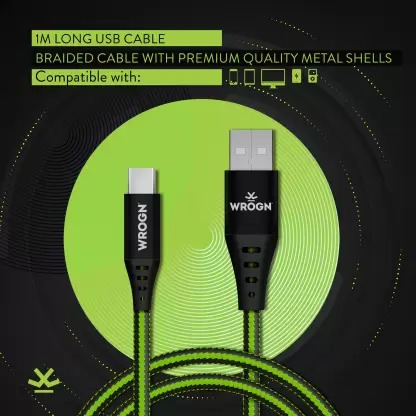 1M LONG USB CABLE
BRAIDED CABLE WITH PREMIUM QUALITY METAL SHELLS
Compatible with:
WROGN
WROGN